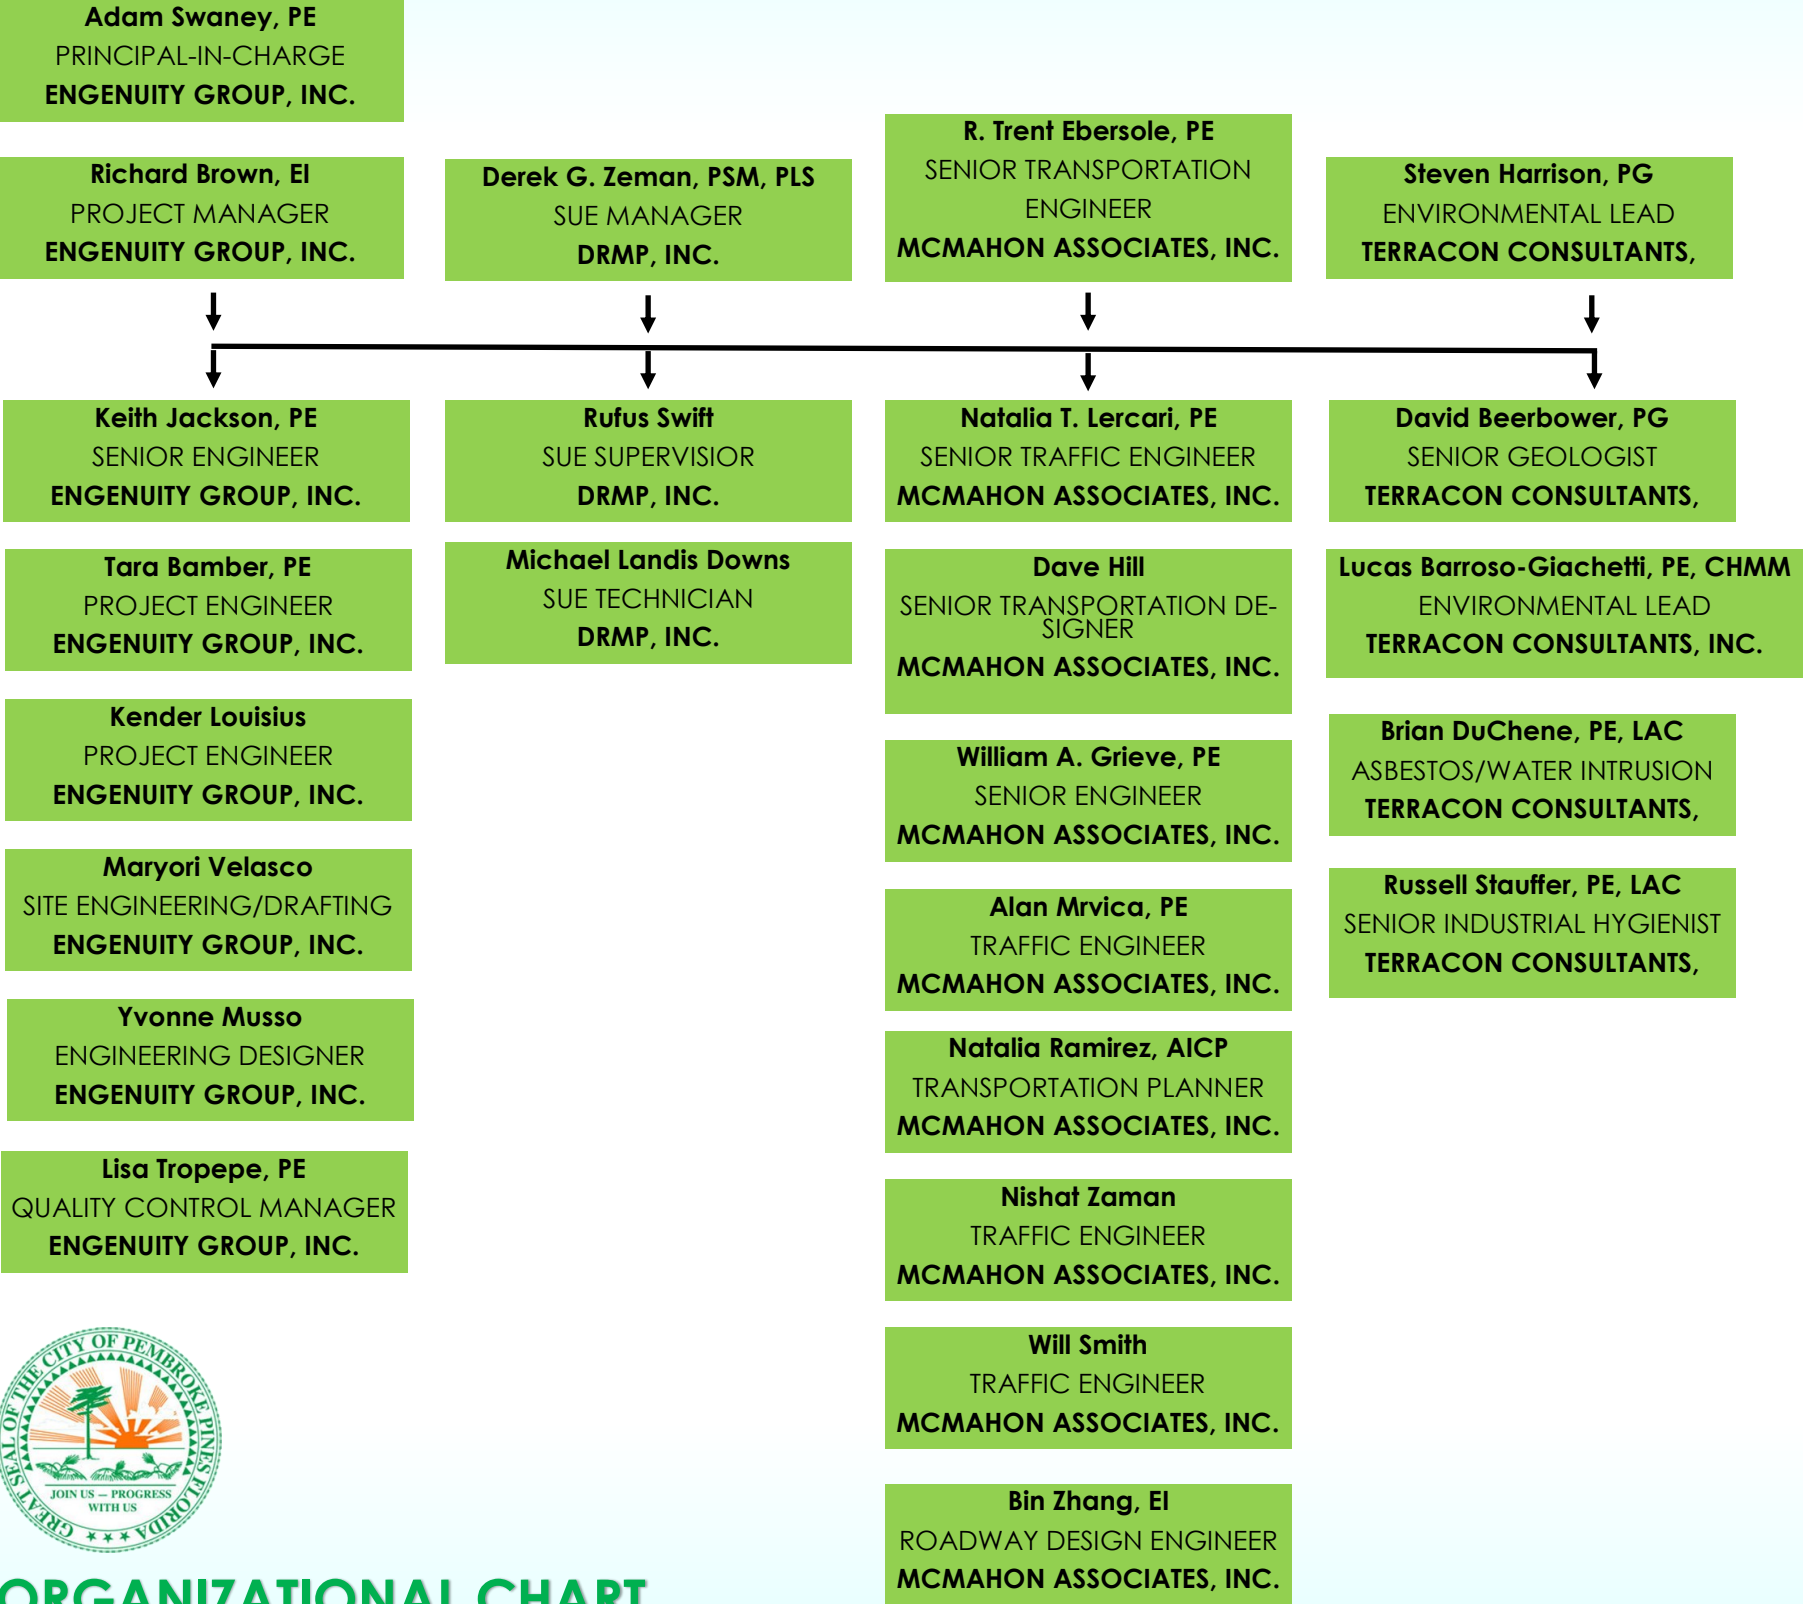 Adam Swaney, PE
PRINCIPAL-IN-CHARGE
ENGENUITY GROUP, INC.
Richard Brown, EI
PROJECT MANAGER
ENGENUITY GROUP, INC.
Derek G. Zeman, PSM, PLS
SUE MANAGER
DRMP, INC.
R. Trent Ebersole, PE
SENIOR TRANSPORTATION
ENGINEER
MCMAHON ASSOCIATES, INC.
Steven Harrison, PG
ENVIRONMENTAL LEAD
TERRACON CONSULTANTS,
Keith Jackson, PE
SENIOR ENGINEER
ENGENUITY GROUP, INC.
Tara Bamber, PE
PROJECT ENGINEER
ENGENUITY GROUP, INC.
Kender Louisius
PROJECT ENGINEER
ENGENUITY GROUP, INC.
Maryori Velasco
SITE ENGINEERING/DRAFTING
ENGENUITY GROUP, INC.
Yvonne Musso
ENGINEERING DESIGNER
ENGENUITY GROUP, INC.
Lisa Tropepe, PE
QUALITY CONTROL MANAGER
ENGENUITY GROUP, INC.
Rufus Swift
SUE SUPERVISIOR
DRMP, INC.
Michael Landis Downs
SUE TECHNICIAN
DRMP, INC.
Natalia T. Lercari, PE
SENIOR TRAFFIC ENGINEER
MCMAHON ASSOCIATES, INC.
Dave Hill
SENIOR TRANSPORTATION DE-
SIGNER
MCMAHON ASSOCIATES, INC.
William A. Grieve, PE
SENIOR ENGINEER
MCMAHON ASSOCIATES, INC.
Alan Mrvica, PE
TRAFFIC ENGINEER
MCMAHON ASSOCIATES, INC.
Natalia Ramirez, AICP
TRANSPORTATION PLANNER
MCMAHON ASSOCIATES, INC.
Nishat Zaman
TRAFFIC ENGINEER
MCMAHON ASSOCIATES, INC.
Will Smith
TRAFFIC ENGINEER
MCMAHON ASSOCIATES, INC.
Bin Zhang, EI
ROADWAY DESIGN ENGINEER
MCMAHON ASSOCIATES, INC.
David Beerbower, PG
SENIOR GEOLOGIST
TERRACON CONSULTANTS,
Lucas Barroso-Giachetti, PE, CHMM
ENVIRONMENTAL LEAD
TERRACON CONSULTANTS, INC.
Brian DuChene, PE, LAC
ASBESTOS/WATER INTRUSION
TERRACON CONSULTANTS,
Russell Stauffer, PE, LAC
SENIOR INDUSTRIAL HYGIENIST
TERRACON CONSULTANTS,
GREAT SEAL OF THE CITY OF PEMBROKE PINES FLORIDA
JOIN US – PROGRESS
WITH US
ORGANIZATIONAL CHART